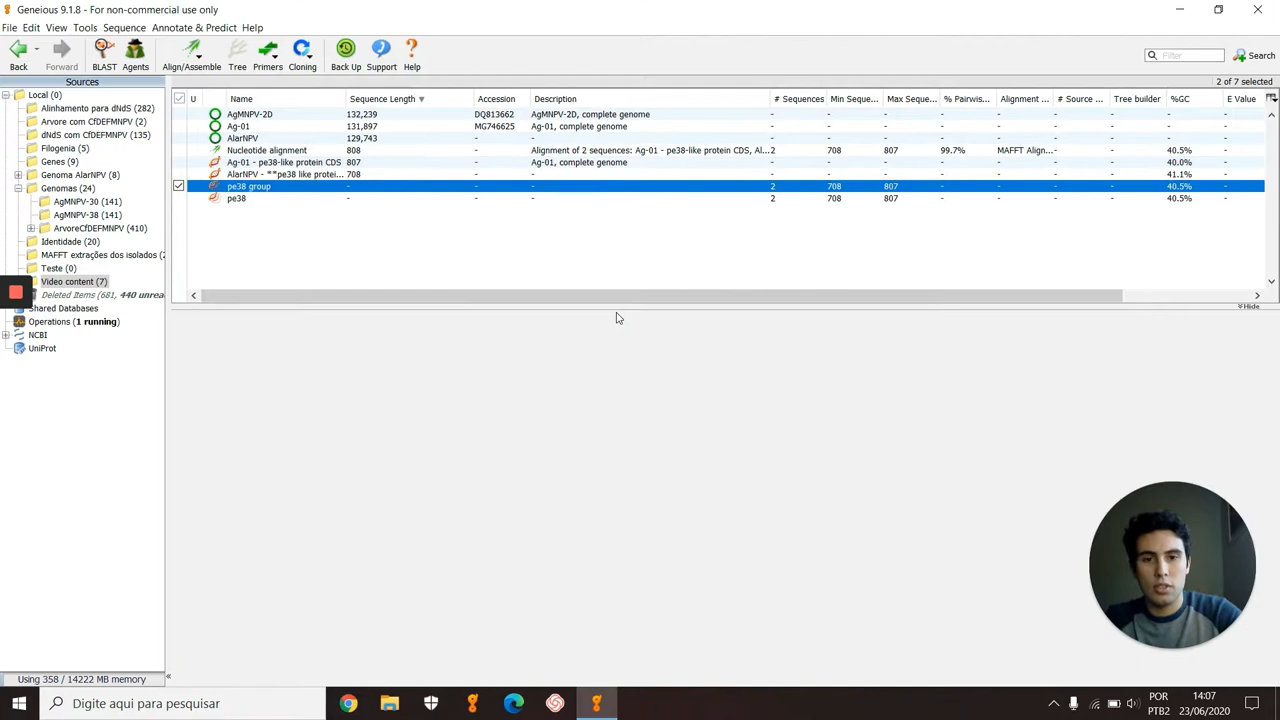 Geneious 9.1.8 - For non-commercial use only
File Edit View Tools Sequence Annotate & Predict Help
Back Forward BLAST Agents Align/Assemble Tree Primers Cloning Back Up Support Help Filter Search
Sources 2 of 7 selected
U Name Sequence Length Accession Description # Sequences Min Seque... Max Seque... % Pairwis... Alignment ... # Source ... Tree builder %GC E Value
AgMNPV-2D 132,239 DQ813662 AgMNPV-2D, complete genome - - - - - - - - -
Ag-01 131,897 MG746625 Ag-01, complete genome - - - - - - - - -
AlarNPV 129,743 - - - - - - - - - - -
Nucleotide alignment 808 - Alignment of 2 sequences: Ag-01 - pe38-like protein CDS, Al... 2 708 807 99.7% MAFFT Align... - - 40.5% -
Ag-01 - pe38-like protein CDS 807 - Ag-01, complete genome - - - - - - - 40.0% -
AlarNPV - **pe38 like protei... 708 - - - - - - - - - 41.1% -
pe38 group - - - 2 708 807 - - - - 40.5% -
pe38 - - - 2 708 807 - - - - 40.5% -
Local (0)
Alinhamento para dNdS (282)
Arvore com CfDEFMNPV (2)
dNdS com CfDEFMNPV (135)
Filogenia (5)
Genes (9)
Genoma AlarNPV (8)
Genomas (24)
AgMNPV-30 (141)
AgMNPV-38 (141)
ArvoreCfDEFMNPV (410)
Identidade (20)
MAFFT extrações dos isolados (2
Teste (0)
Video content (7)
Deleted Items (681, 440 unrea
Shared Databases
Operations (1 running)
NCBI
UniProt
Hide
Using 358 / 14222 MB memory
Digite aqui para pesquisar
POR
PTB2
14:07
23/06/2020